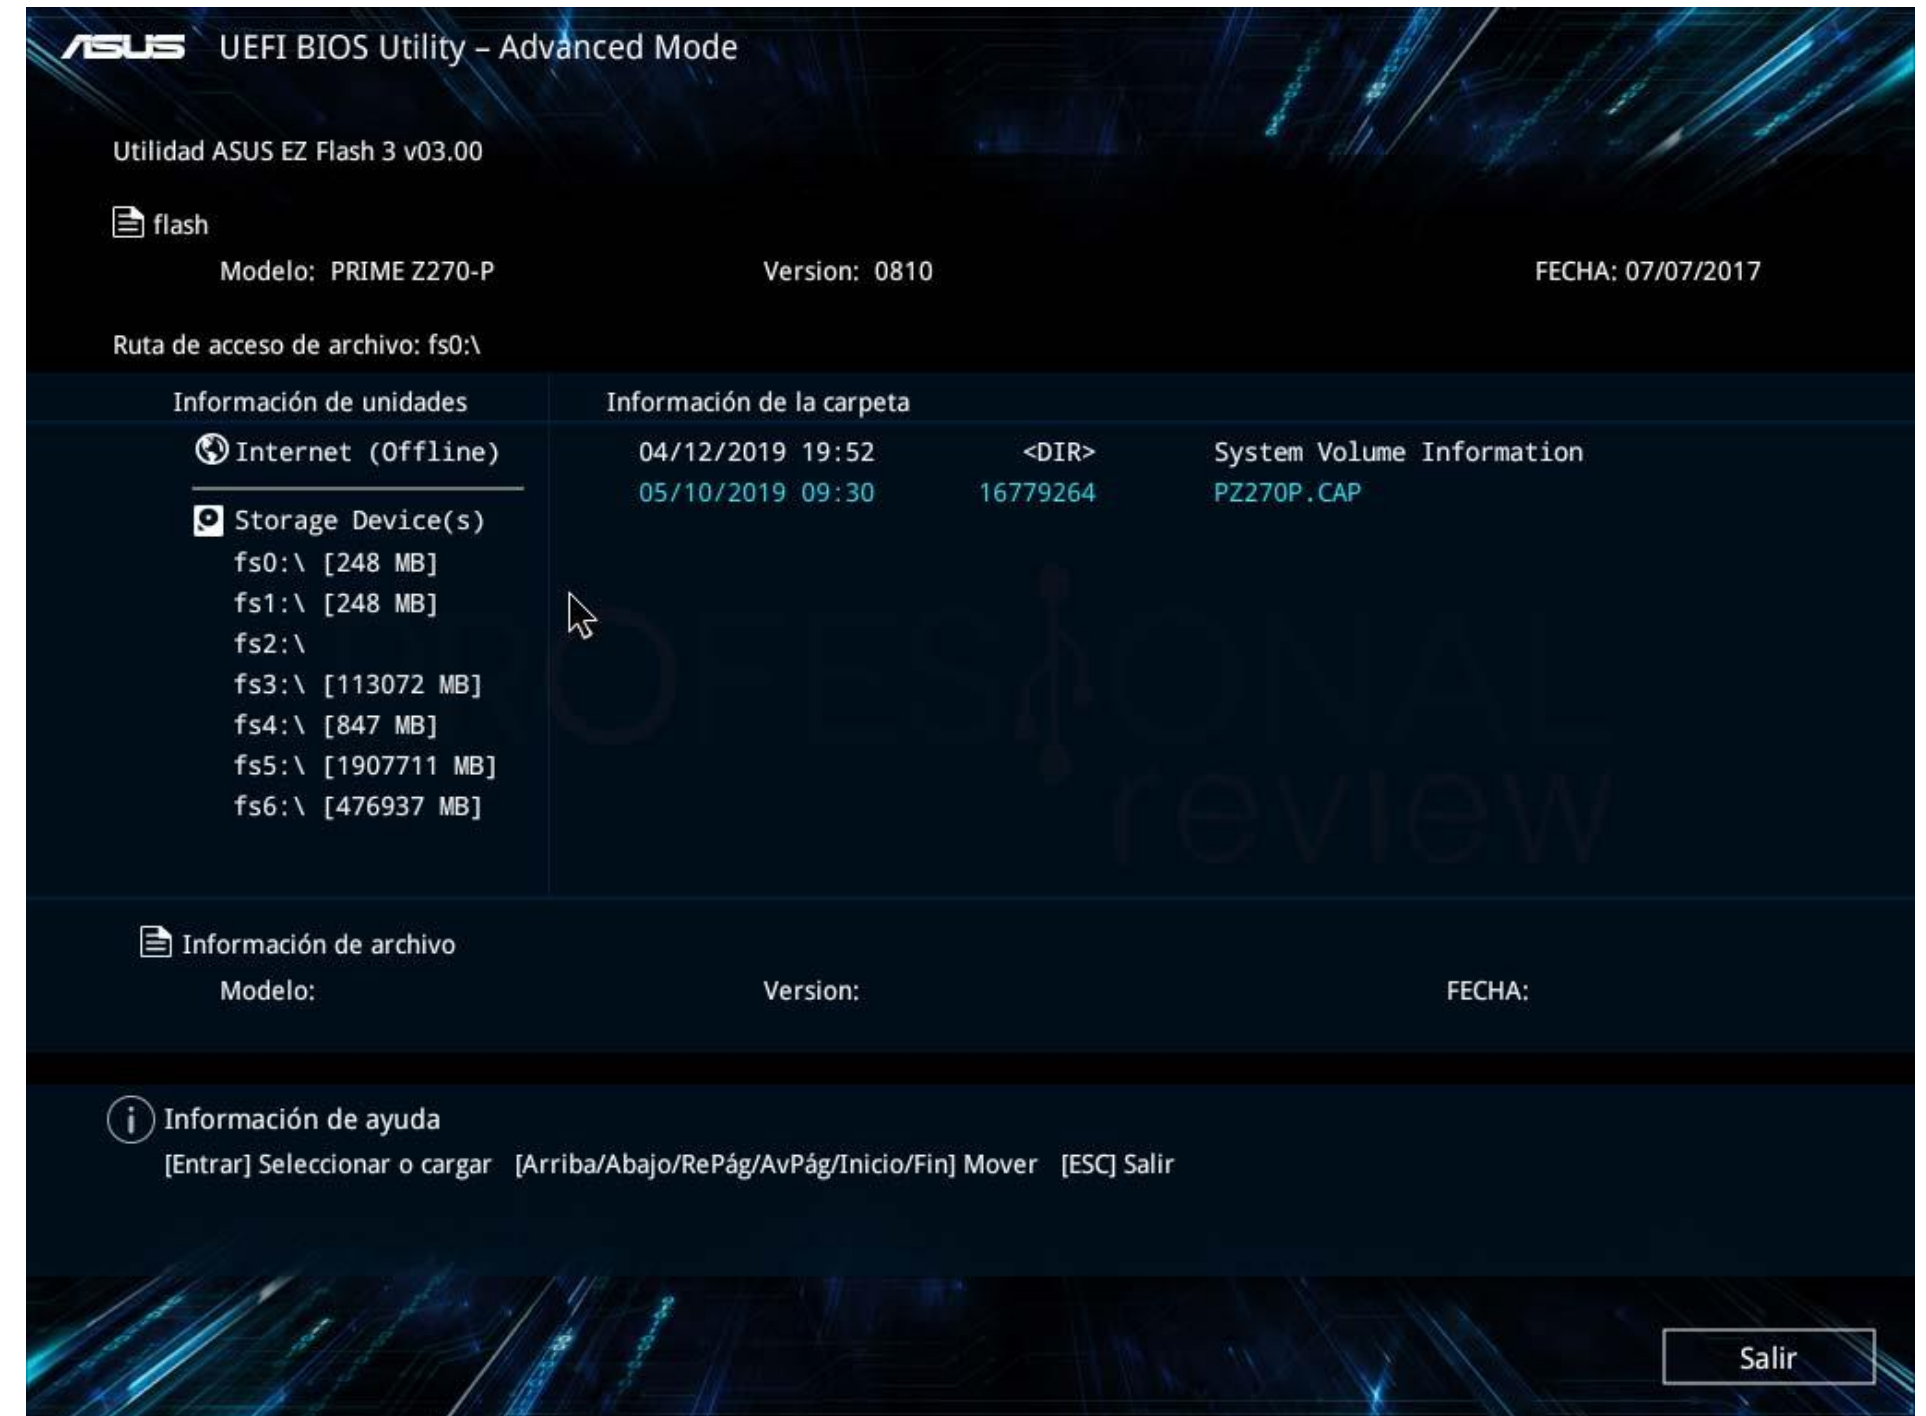 ASUS UEFI BIOS Utility – Advanced Mode
Utilidad ASUS EZ Flash 3 v03.00
flash
Modelo: PRIME Z270-P Version: 0810 FECHA: 07/07/2017
Ruta de acceso de archivo: fs0:\
Información de unidades Información de la carpeta
Internet (Offline) 04/12/2019 19:52 <DIR> System Volume Information
05/10/2019 09:30 16779264 PZ270P.CAP
Storage Device(s)
fs0:\ [248 MB]
fs1:\ [248 MB]
fs2:\
fs3:\ [113072 MB]
fs4:\ [847 MB]
fs5:\ [1907711 MB]
fs6:\ [476937 MB]
PROFESIONAL
review
Información de archivo
Modelo: Version: FECHA:
Información de ayuda
[Entrar] Seleccionar o cargar [Arriba/Abajo/RePág/AvPág/Inicio/Fin] Mover [ESC] Salir
Salir